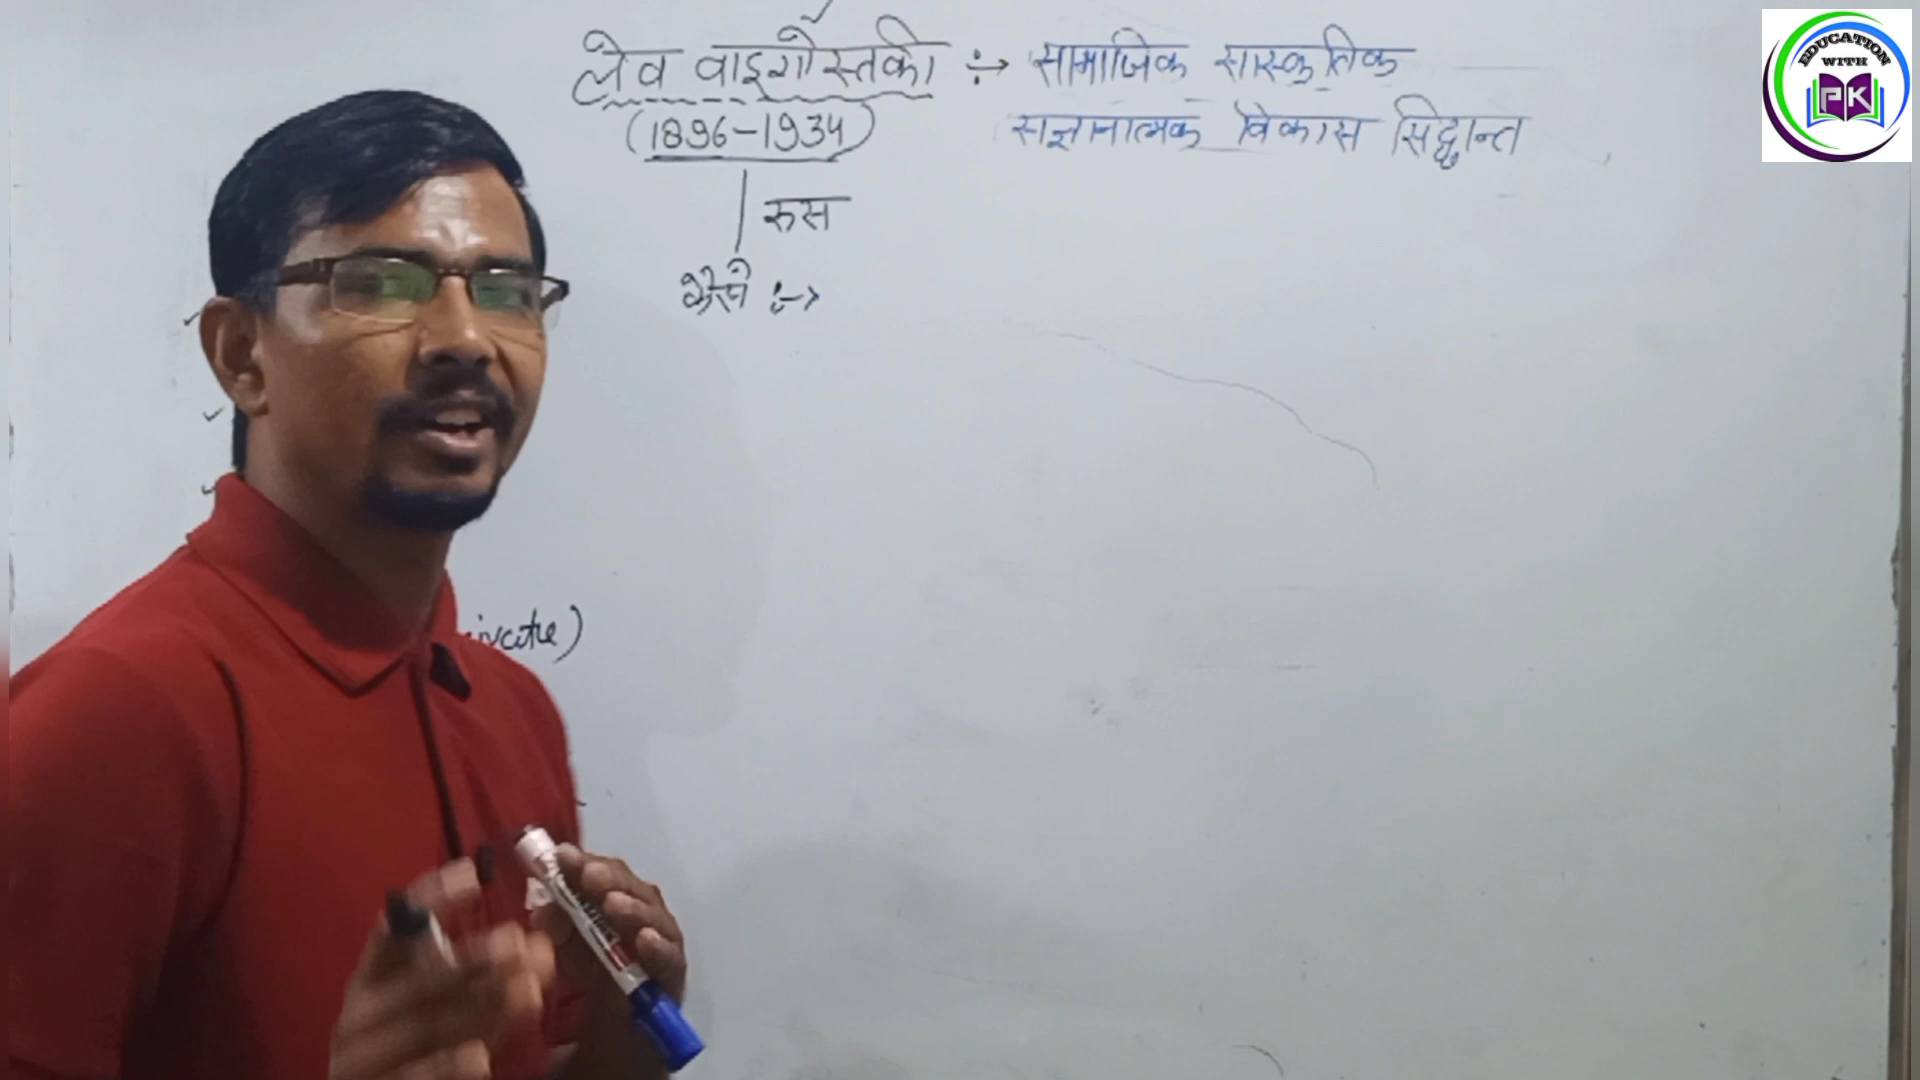 लेव वाइगोस्तकी :-> सामाजिक सांस्कृतिक
(1896-1934) संज्ञानात्मक विकास सिद्धान्त
रुस
कैसे :->
EDUCATION
WITH
PK